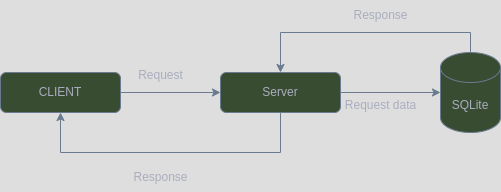 Response
Request
CLIENT
Server
Request data
SQLite
Response